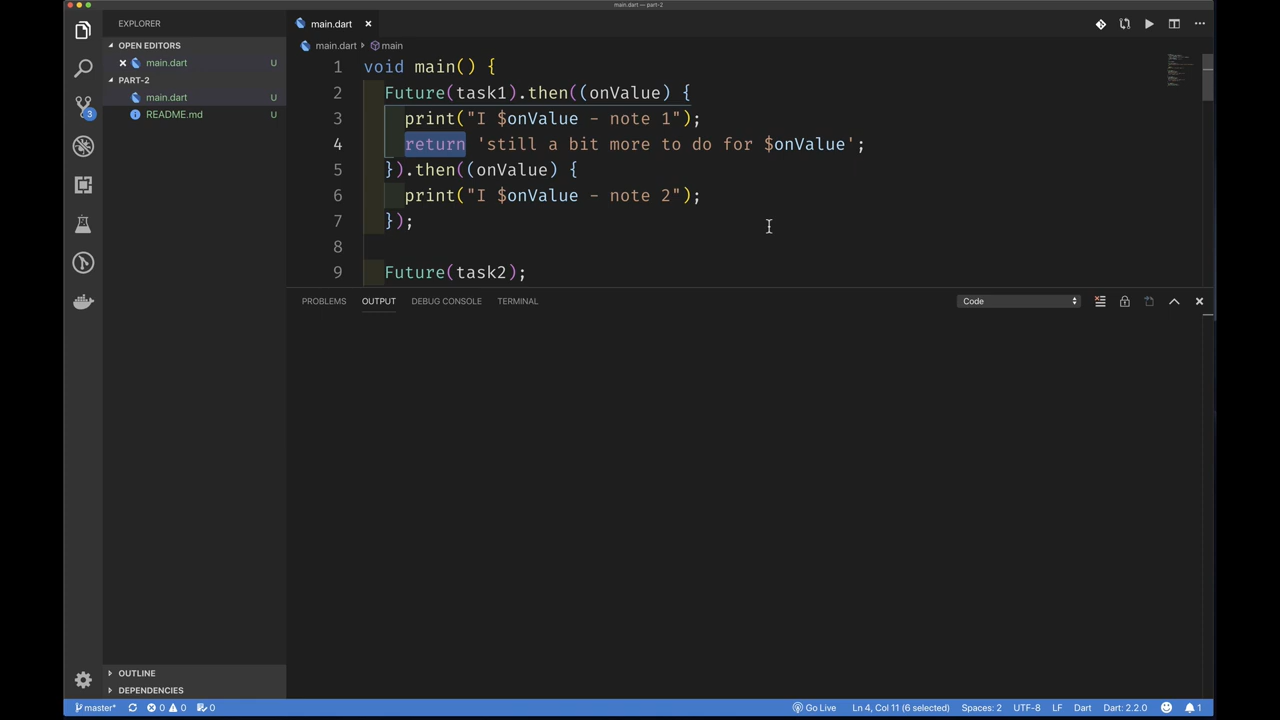 main.dart — part-2
EXPLORER
OPEN EDITORS
main.dart U
PART-2
main.dart U
README.md U
3
OUTLINE
DEPENDENCIES
main.dart
main.dart main
1 void main() {
2 Future(task1).then((onValue) {
3 print("I $onValue - note 1");
4 return 'still a bit more to do for $onValue';
5 }).then((onValue) {
6 print("I $onValue - note 2");
7 });
8
9 Future(task2);
PROBLEMS OUTPUT DEBUG CONSOLE TERMINAL Code
master* 0 0 0 Go Live Ln 4, Col 11 (6 selected) Spaces: 2 UTF-8 LF Dart Dart: 2.2.0 1